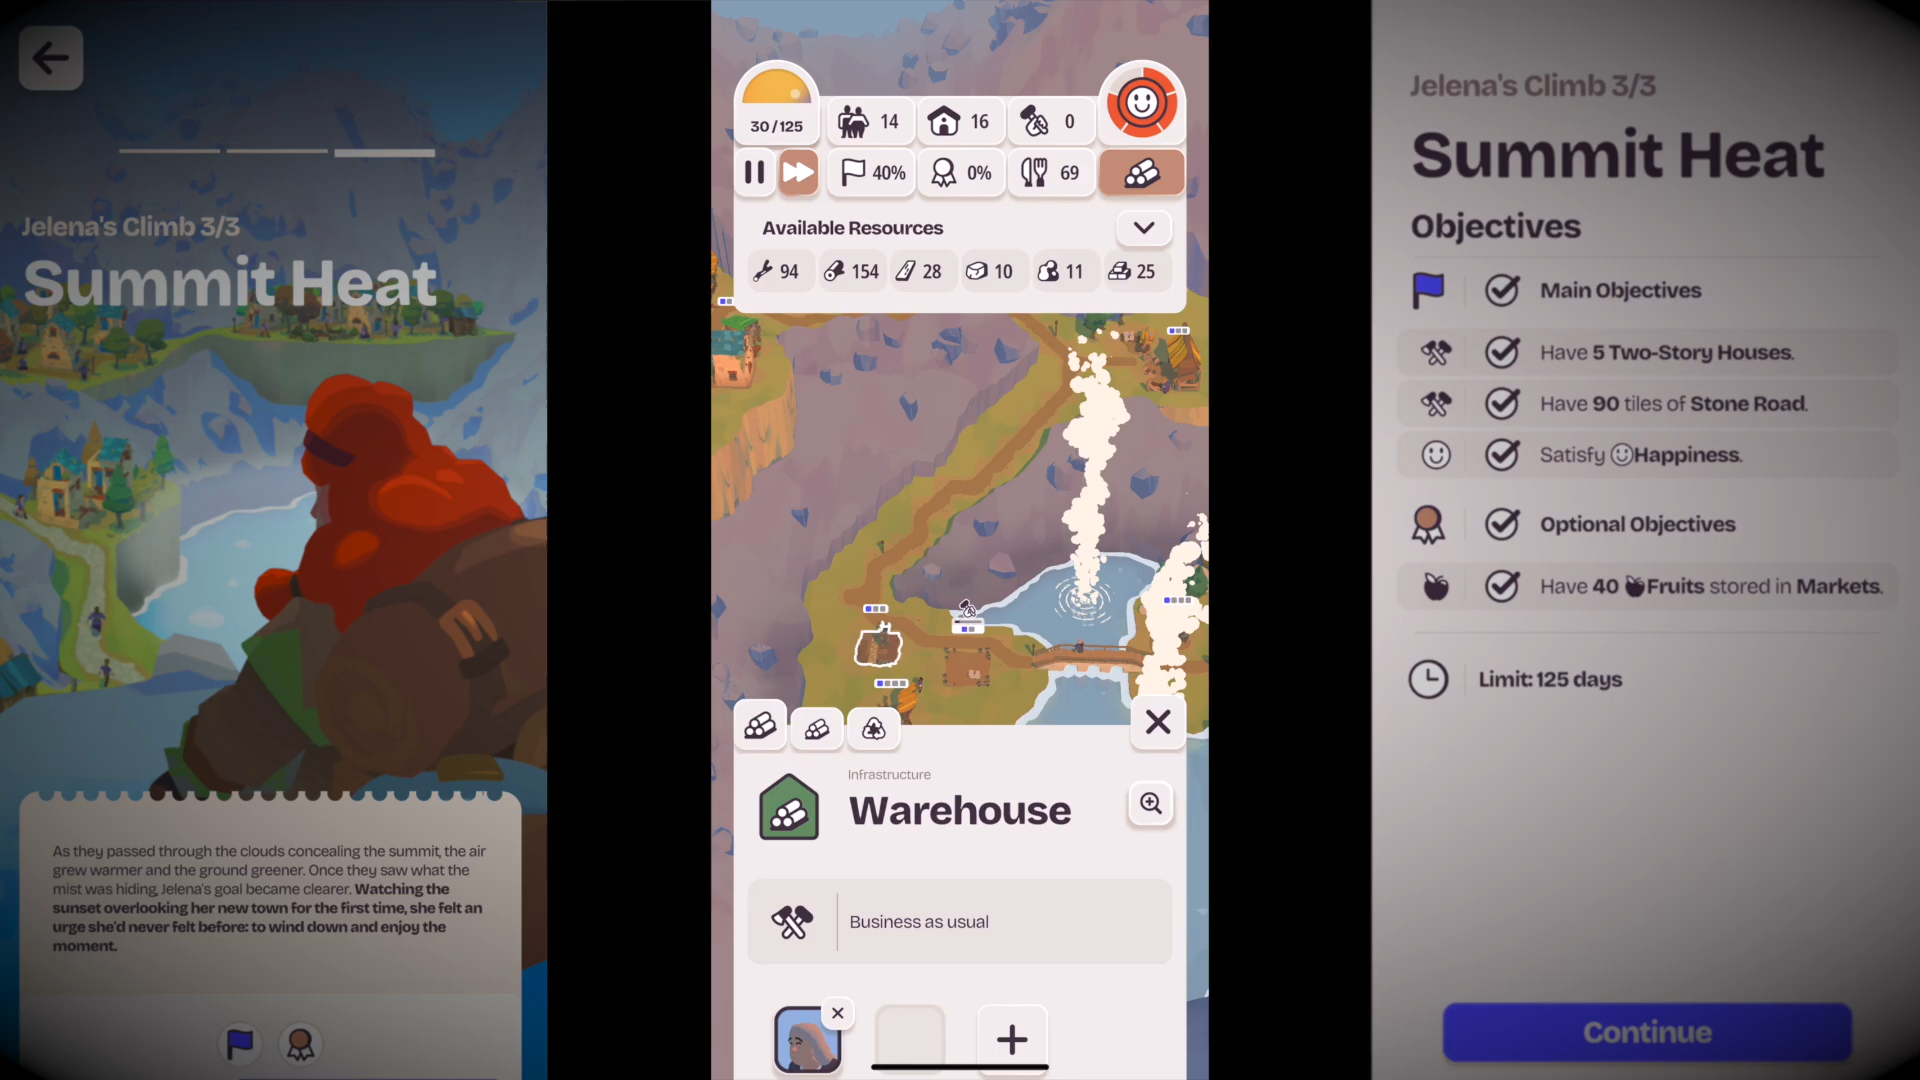 Jelena's Climb 3/3
Summit Heat
As they passed through the clouds concealing the summit, the air
grew warmer and the ground greener. Once they saw what the
mist was hiding, Jelena's goal became clearer. Watching the
sunset overlooking her new town for the first time, she felt an
urge she'd never felt before: to wind down and enjoy the
moment.
30/125
14
16
0
40%
0%
69
Available Resources
94
154
28
10
11
25
Infrastructure
Warehouse
Business as usual
Jelena's Climb 3/3
Summit Heat
Objectives
Main Objectives
Have 5 Two-Story Houses.
Have 90 tiles of Stone Road.
Satisfy Happiness.
Optional Objectives
Have 40 Fruits stored in Markets.
Limit: 125 days
Continue